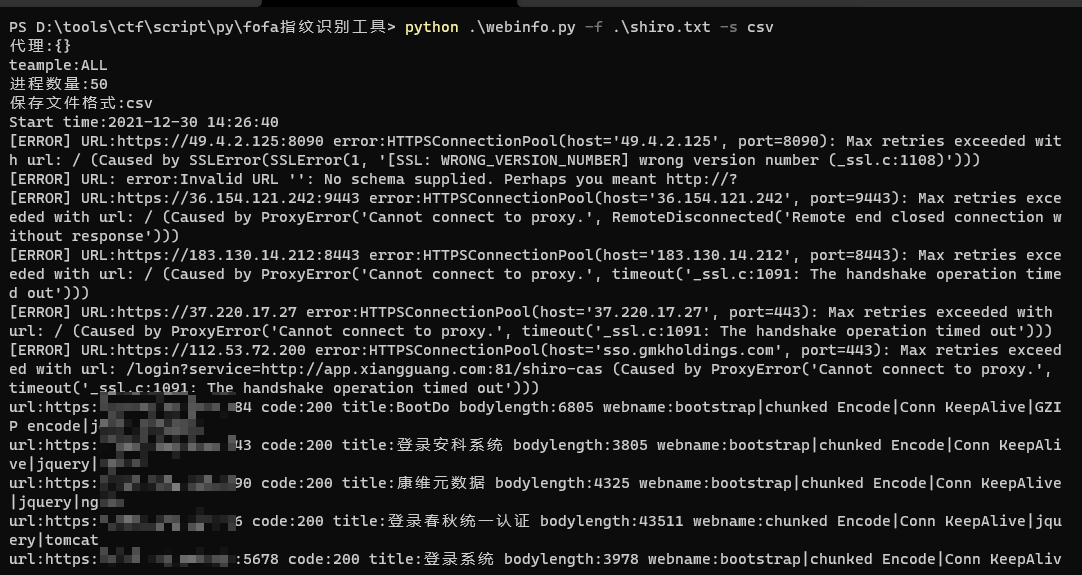 PS D:\tools\ctf\script\py\fofa指纹识别工具> python .\webinfo.py -f .\shiro.txt -s csv
代理:{}
teample:ALL
进程数量:50
保存文件格式:csv
Start time:2021-12-30 14:26:40
[ERROR] URL:https://49.4.2.125:8090 error:HTTPSConnectionPool(host='49.4.2.125', port=8090): Max retries exceeded wit
h url: / (Caused by SSLError(SSLError(1, '[SSL: WRONG_VERSION_NUMBER] wrong version number (_ssl.c:1108)')))
[ERROR] URL: error:Invalid URL '': No schema supplied. Perhaps you meant http://?
[ERROR] URL:https://36.154.121.242:9443 error:HTTPSConnectionPool(host='36.154.121.242', port=9443): Max retries exce
eded with url: / (Caused by ProxyError('Cannot connect to proxy.', RemoteDisconnected('Remote end closed connection w
ithout response')))
[ERROR] URL:https://183.130.14.212:8443 error:HTTPSConnectionPool(host='183.130.14.212', port=8443): Max retries exce
eded with url: / (Caused by ProxyError('Cannot connect to proxy.', timeout('_ssl.c:1091: The handshake operation time
d out')))
[ERROR] URL:https://37.220.17.27 error:HTTPSConnectionPool(host='37.220.17.27', port=443): Max retries exceeded with
url: / (Caused by ProxyError('Cannot connect to proxy.', timeout('_ssl.c:1091: The handshake operation timed out')))
[ERROR] URL:https://112.53.72.200 error:HTTPSConnectionPool(host='sso.gmkholdings.com', port=443): Max retries exceed
ed with url: /login?service=http://app.xiangguang.com:81/shiro-cas (Caused by ProxyError('Cannot connect to proxy.',
timeout('_ssl.c:1091: The handshake operation timed out')))
url:https: 84 code:200 title:BootDo bodylength:6805 webname:bootstrap|chunked Encode|Conn KeepAlive|GZI
P encode|j
url:https: 43 code:200 title:登录安科系统 bodylength:3805 webname:bootstrap|chunked Encode|Conn KeepAli
ve|jquery|
url:https: 90 code:200 title:康维元数据 bodylength:4325 webname:bootstrap|chunked Encode|Conn KeepAlive
|jquery|ng
url:https: 6 code:200 title:登录春秋统一认证 bodylength:43511 webname:chunked Encode|Conn KeepAlive|jqu
ery|tomcat
url:https: :5678 code:200 title:登录系统 bodylength:3978 webname:bootstrap|chunked Encode|Conn KeepAliv